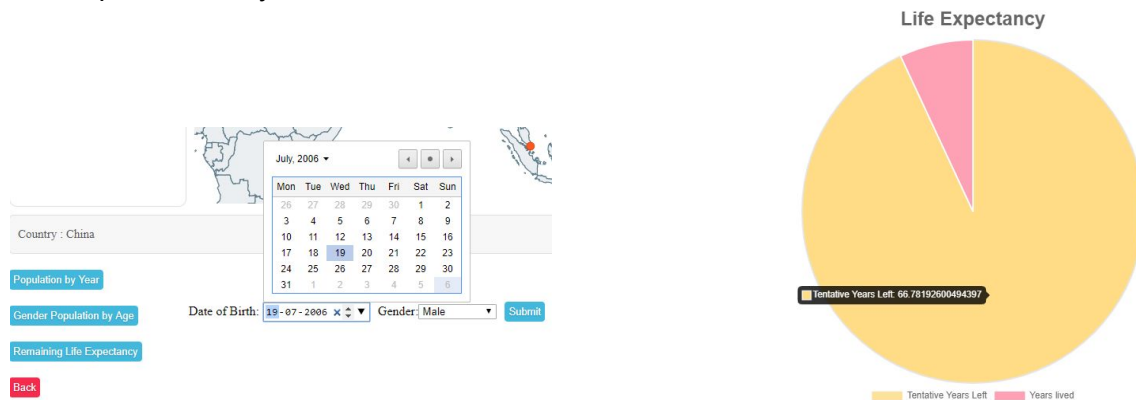 Life Expectancy
July, 2006
Mon Tue Wed Thu Fri Sat Sun
26 27 28 29 30 1 2
3 4 5 6 7 8 9
10 11 12 13 14 15 16
17 18 19 20 21 22 23
24 25 26 27 28 29 30
31 1 2 3 4 5 6
Country : China
Population by Year
Gender Population by Age
Remaining Life Expectancy
Back
Date of Birth: 19-07-2006 Gender: Male Submit
Tentative Years Left: 66.78192600494397
Tentative Years Left Years lived